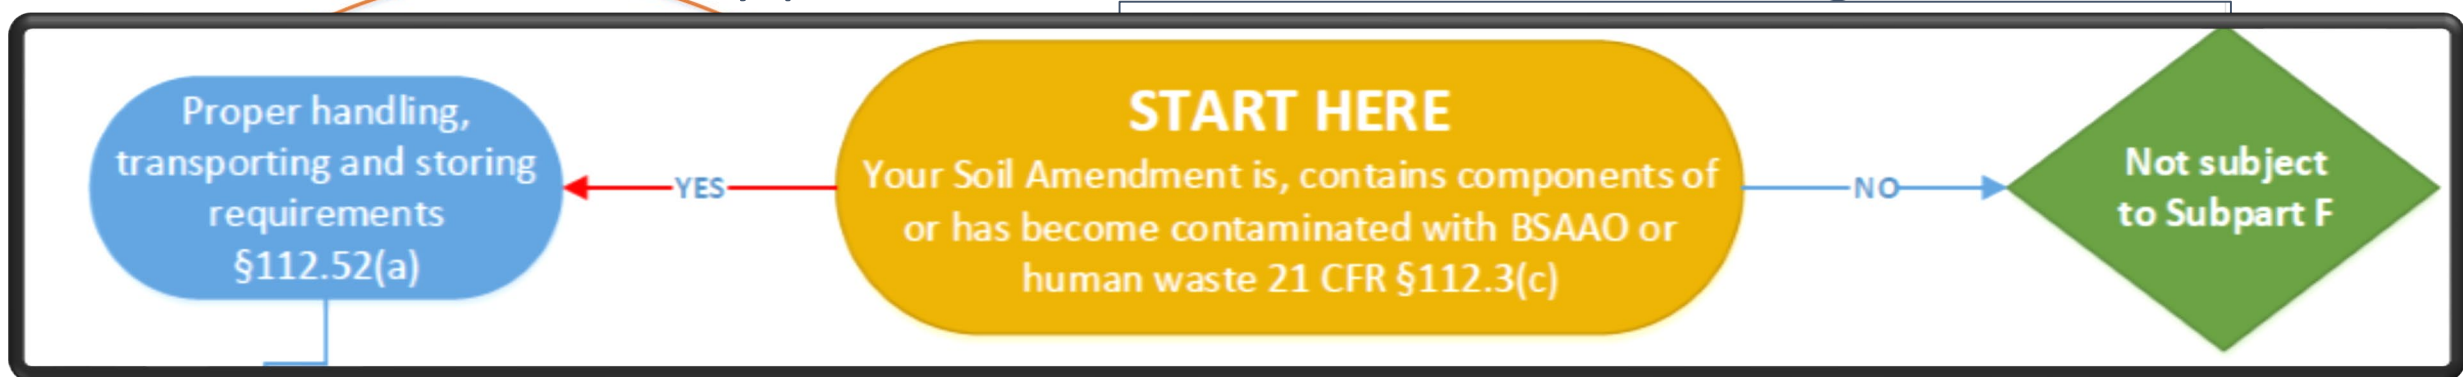 Proper handling,
transporting and storing
requirements
§112.52(a)
YES
START HERE
Your Soil Amendment is, contains components of
or has become contaminated with BSAAO or
human waste 21 CFR §112.3(c)
NO
Not subject
to Subpart F